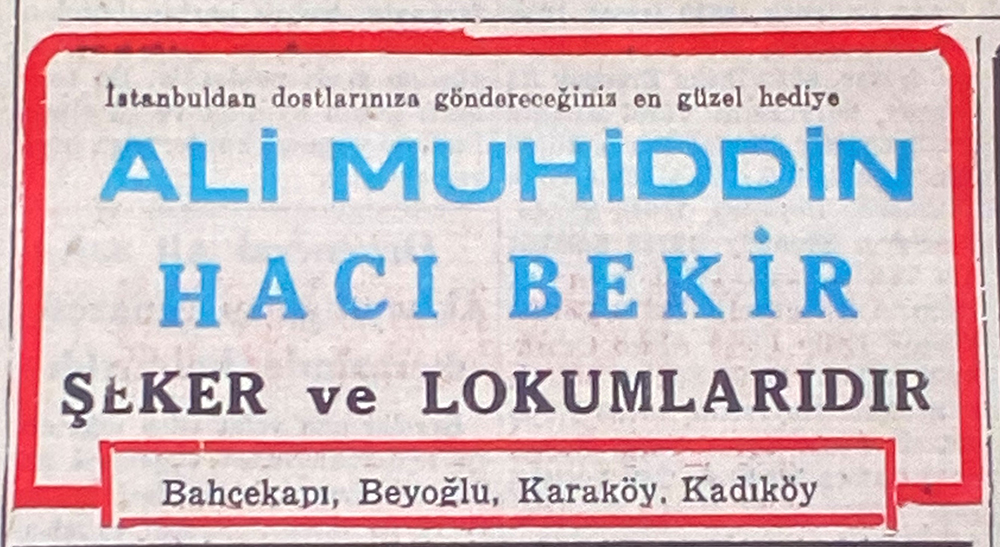 İstanbuldan dostlarınıza göndereceğiniz en güzel hediye
ALİ MUHİDDİN
HACI BEKİR
ŞEKER ve LOKUMLARIDIR
Bahçekapı, Beyoğlu, Karaköy, Kadıköy